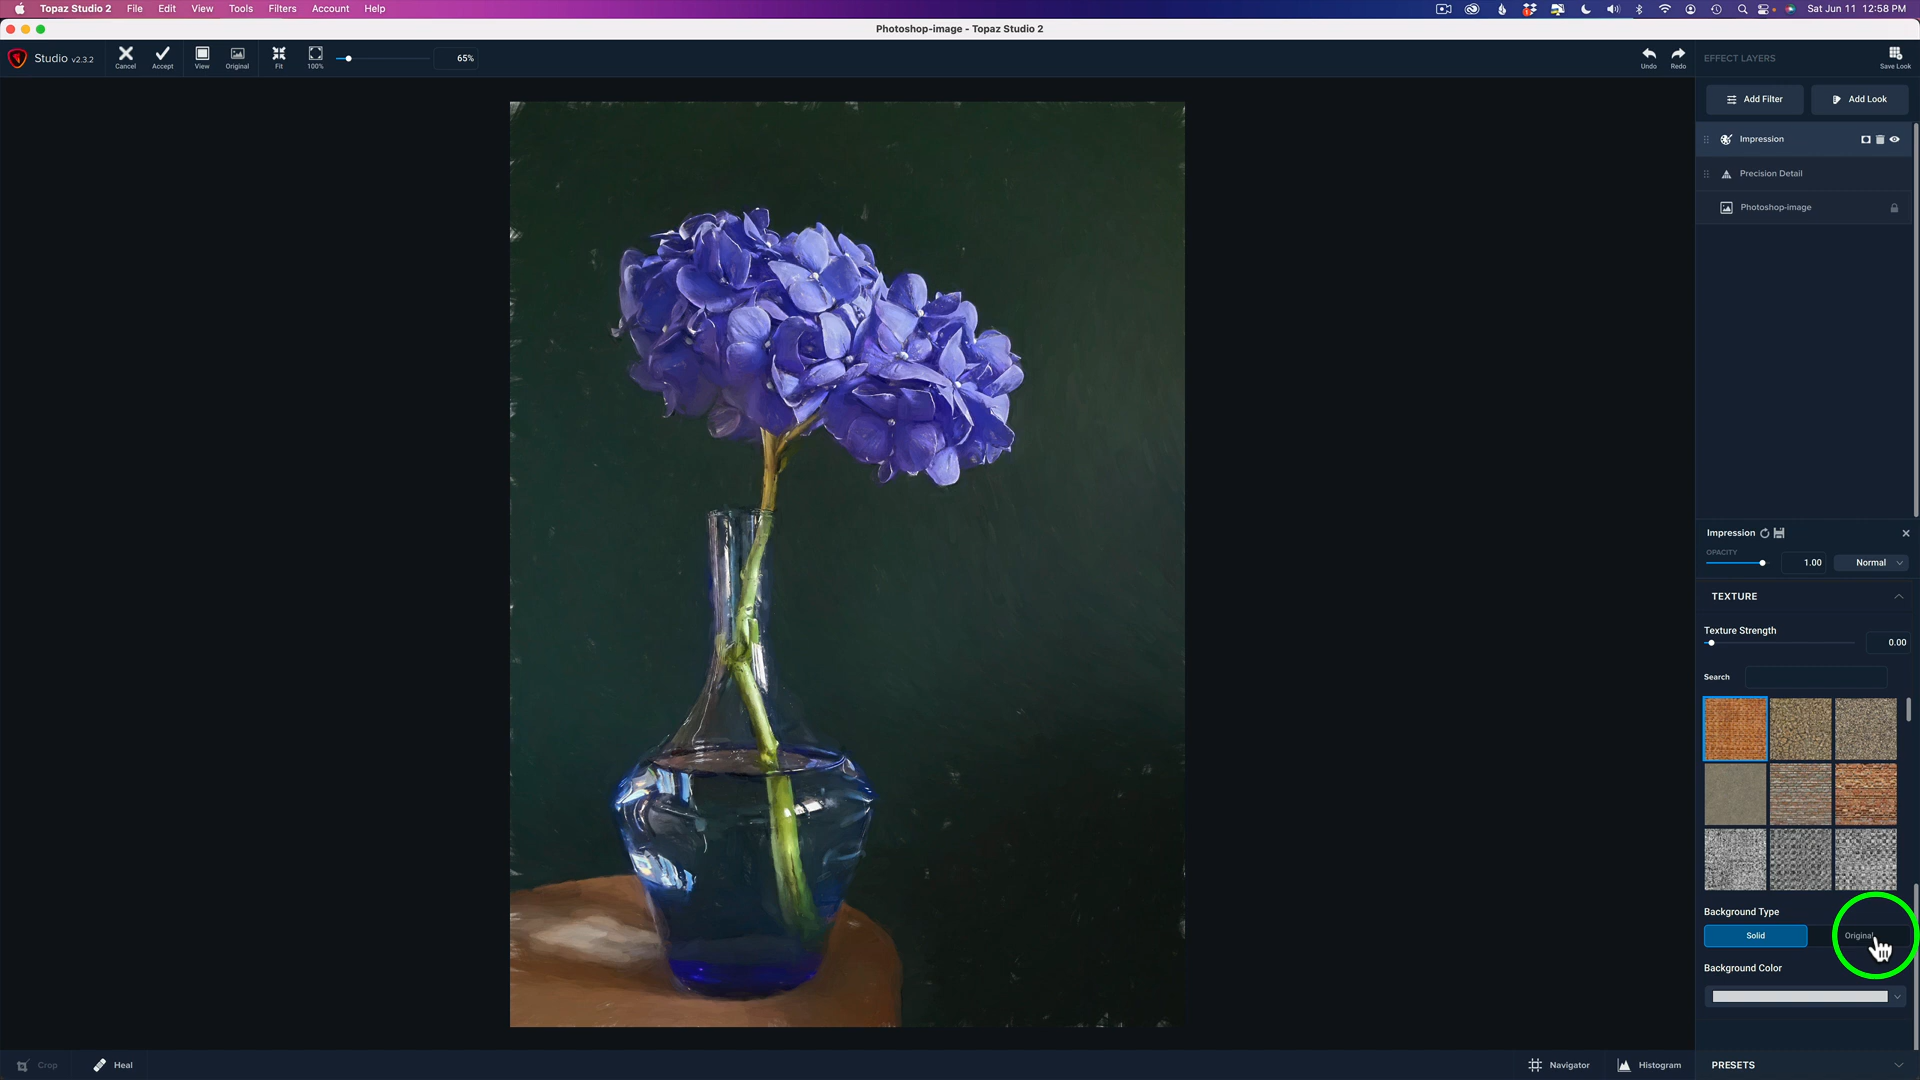 Topaz Studio 2 File Edit View Tools Filters Account Help Sat Jun 11 12:58 PM
Photoshop-image - Topaz Studio 2
Studio v2.3.2 Cancel Accept View Original Fit 100% 65% Undo Redo
EFFECT LAYERS Save Look
Add Filter Add Look
Impression
Precision Detail
Photoshop-image
Impression
OPACITY
1.00 Normal
TEXTURE
Texture Strength
0.00
Search
Background Type
Solid Original
Background Color
Crop Heal Navigator Histogram PRESETS